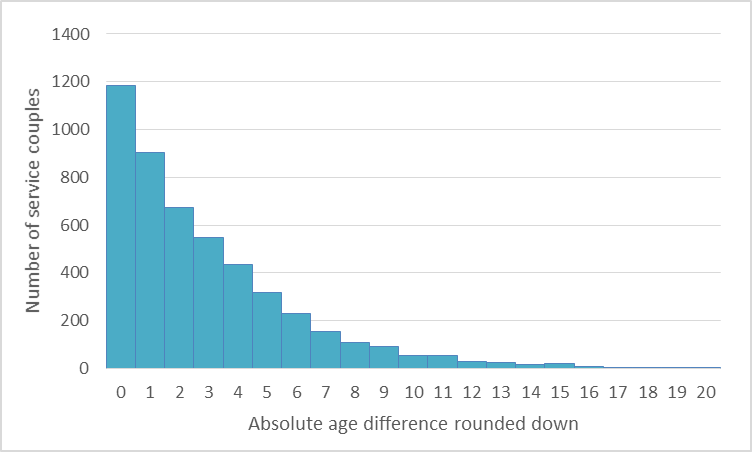 1400
1200
1000
800
600
400
200
0
Number of service couples
0 1 2 3 4 5 6 7 8 9 10 11 12 13 14 15 16 17 18 19 20
Absolute age difference rounded down